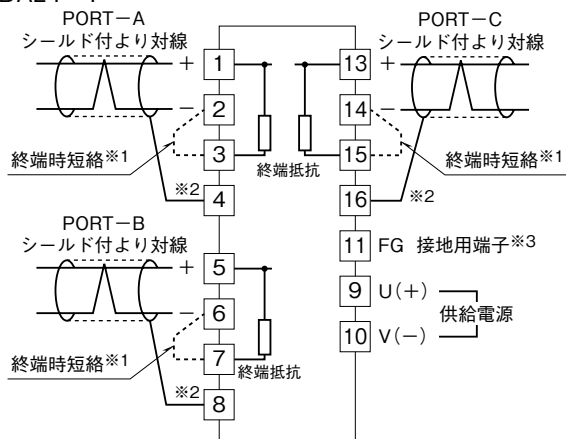 PORT－A
シールド付より対線
＋
1
－
2
終端時短絡※1
3
終端抵抗
※2
4
PORT－B
シールド付より対線
＋
5
－
6
終端時短絡※1
7
終端抵抗
※2
8
PORT－C
シールド付より対線
13
＋
14
－
15
終端時短絡※1
終端抵抗
16
※2
11
FG 接地用端子※3
9
U(＋)
供給電源
10
V(－)